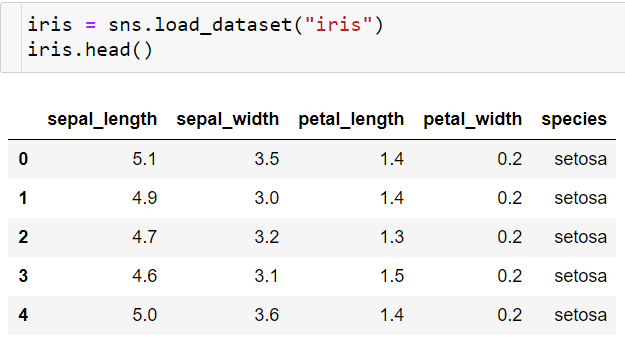 iris = sns.load_dataset("iris")
iris.head()
sepal_length sepal_width petal_length petal_width species
0 5.1 3.5 1.4 0.2 setosa
1 4.9 3.0 1.4 0.2 setosa
2 4.7 3.2 1.3 0.2 setosa
3 4.6 3.1 1.5 0.2 setosa
4 5.0 3.6 1.4 0.2 setosa